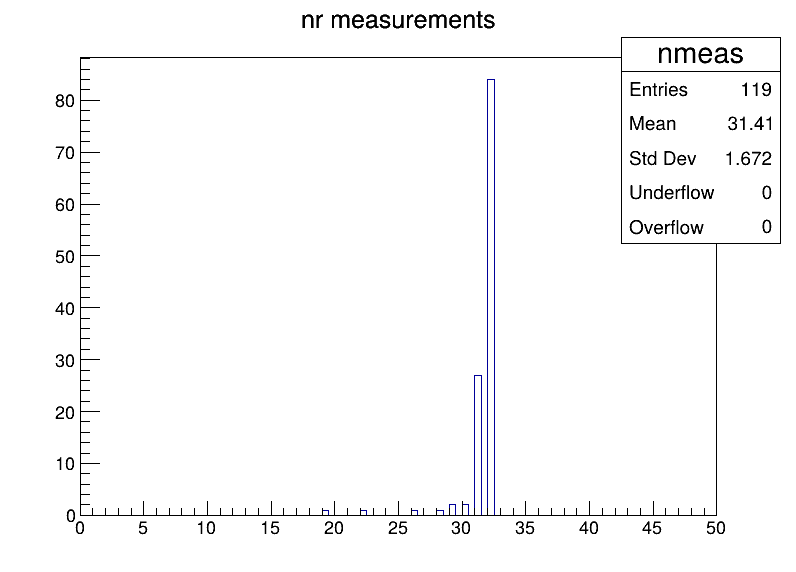 nr measurements
nmeas
Entries 119
Mean 31.41
Std Dev 1.672
Underflow 0
Overflow 0
80
70
60
50
40
30
20
10
0
0 5 10 15 20 25 30 35 40 45 50